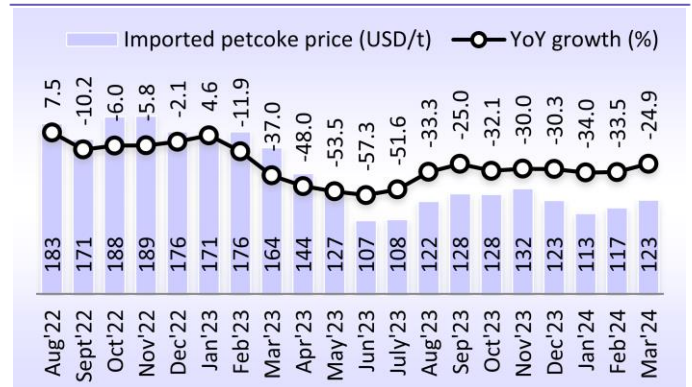 Imported petcoke price (USD/t) YoY growth (%)
7.5 -10.2 -6.0 -5.8 -2.1 4.6 -11.9 -37.0 -48.0 -53.5 -57.3 -51.6 -33.3 -25.0 -32.1 -30.0 -30.3 -34.0 -33.5 -24.9
183 171 188 189 176 171 176 164 144 127 107 108 122 128 128 132 123 113 117 123
Aug'22 Sept'22 Oct'22 Nov'22 Dec'22 Jan'23 Feb'23 Mar'23 Apr'23 May'23 Jun'23 July'23 Aug'23 Sep'23 Oct'23 Nov'23 Dec'23 Jan'24 Feb'24 Mar'24